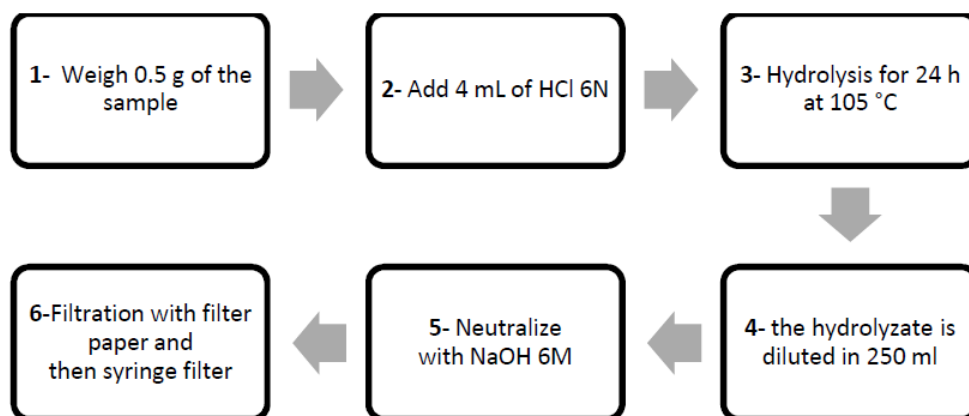 1- Weigh 0.5 g of the
sample
2- Add 4 mL of HCl 6N
3- Hydrolysis for 24 h
at 105 °C
4- the hydrolyzate is
diluted in 250 ml
5- Neutralize
with NaOH 6M
6-Filtration with filter
paper and
then syringe filter